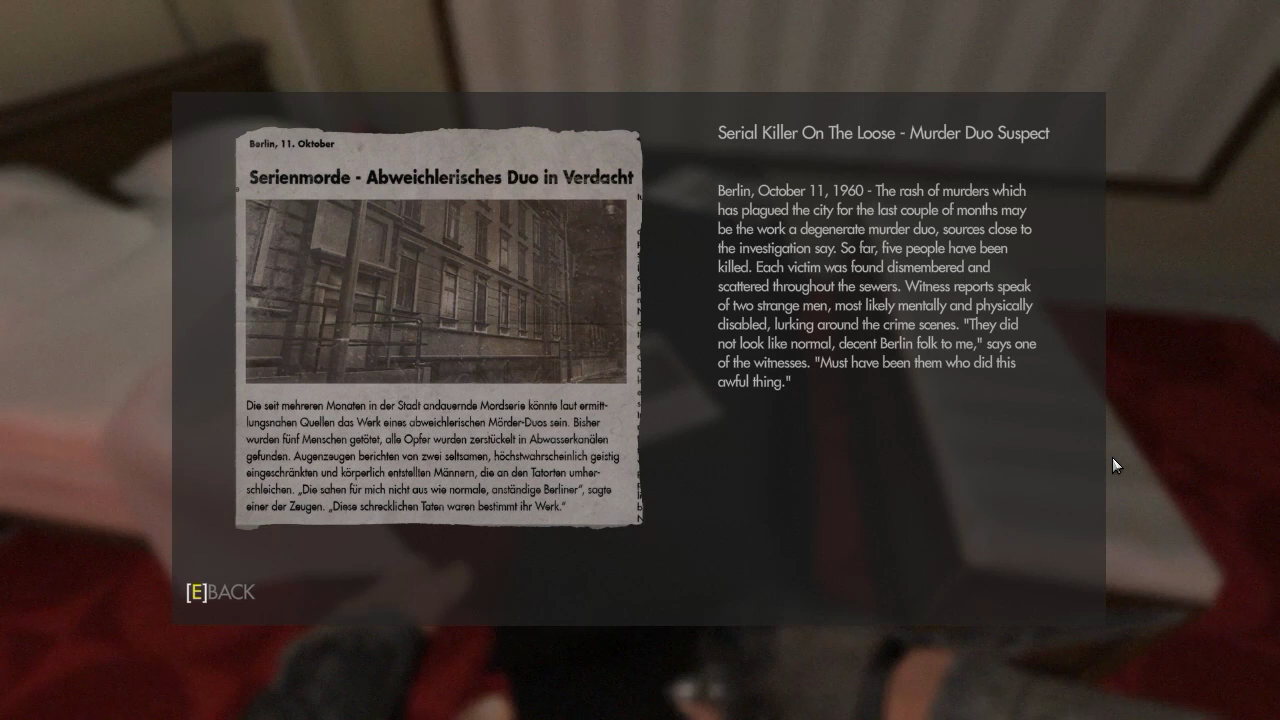 Berlin, 11. Oktober
Serienmorde - Abweichlerisches Duo in Verdacht
Die seit mehreren Monaten in der Stadt andauernde Mordserie könnte laut ermitt-
lungsnahen Quellen das Werk eines abweichlerischen Mörder-Duos sein. Bisher
wurden fünf Menschen getötet, alle Opfer wurden zerstückelt in Abwasserkanälen
gefunden. Augenzeugen berichten von zwei seltsamen, höchstwahrscheinlich geistig
eingeschränkten und körperlich entstellten Männern, die an den Tatorten umher-
schleichen. „Die sahen für mich nicht aus wie normale, anständige Berliner“, sagte
einer der Zeugen. „Diese schrecklichen Taten waren bestimmt ihr Werk.“
Serial Killer On The Loose - Murder Duo Suspect
Berlin, October 11, 1960 - The rash of murders which
has plagued the city for the last couple of months may
be the work a degenerate murder duo, sources close to
the investigation say. So far, five people have been
killed. Each victim was found dismembered and
scattered throughout the sewers. Witness reports speak
of two strange men, most likely mentally and physically
disabled, lurking around the crime scenes. "They did
not look like normal, decent Berlin folk to me," says one
of the witnesses. "Must have been them who did this
awful thing."
[E]BACK